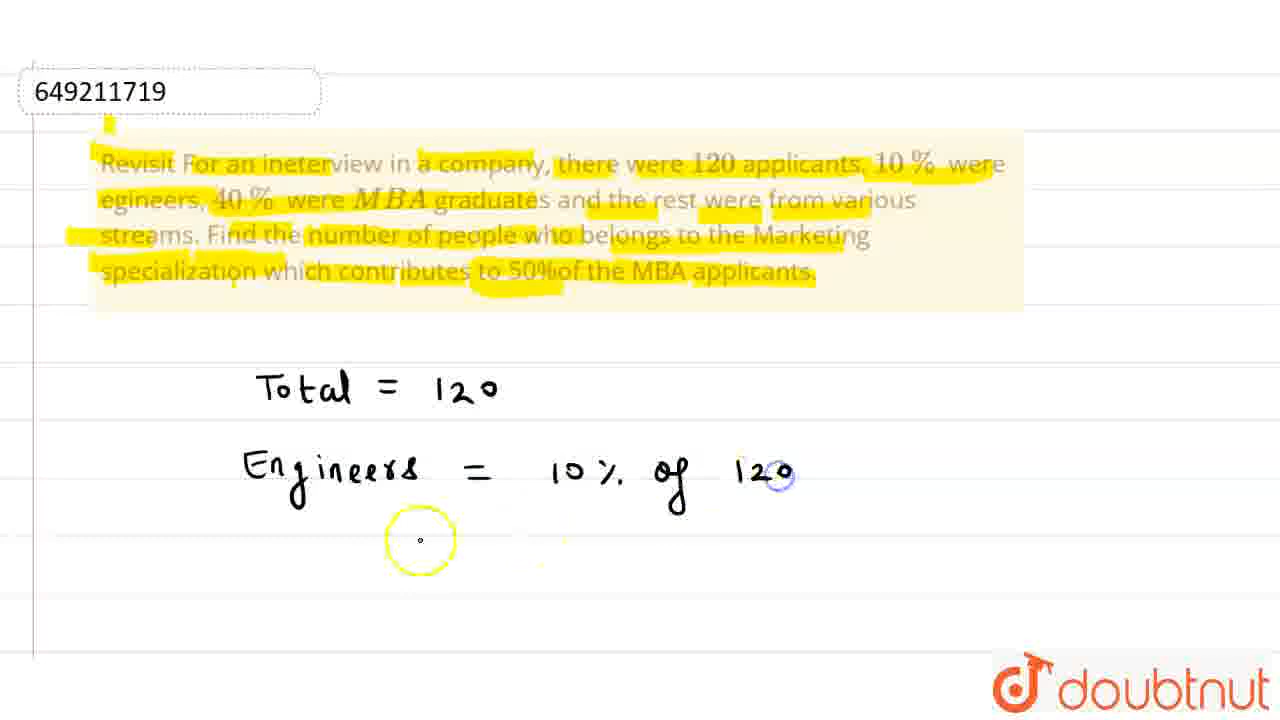 649211719
Revisit For an ineterview in a company, there were 120 applicants, 10 % were
egineers, 40 % were MBA graduates and the rest were from various
streams. Find the number of people who belongs to the Marketing
specialization which contributes to 50%of the MBA applicants.
Total = 120
Engineers = 10 % of 120
doubtnut